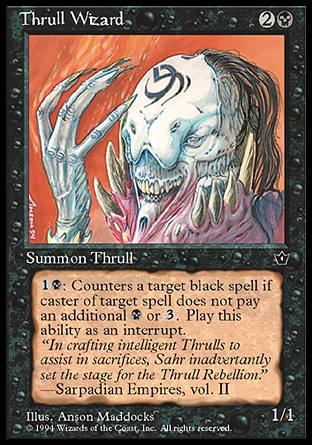 Thrull Wizard 2
Summon Thrull
1: Counters a target black spell if
caster of target spell does not pay
an additional or 3. Play this
ability as an interrupt.
"In crafting intelligent Thrulls to
assist in sacrifices, Sahr inadvertantly
set the stage for the Thrull Rebellion."
—Sarpadian Empires, vol. II
Illus. Anson Maddocks
© 1994 Wizards of the Coast, Inc. All rights reserved.
1/1